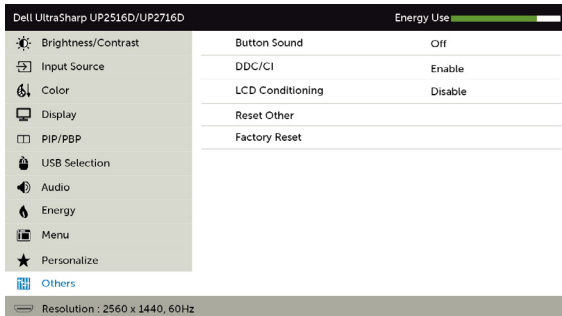 Dell UltraSharp UP2516D/UP2716D Energy Use
Brightness/Contrast Button Sound Off
Input Source DDC/CI Enable
Color LCD Conditioning Disable
Display Reset Other
PIP/PBP Factory Reset
USB Selection
Audio
Energy
Menu
Personalize
Others
Resolution : 2560 x 1440, 60Hz